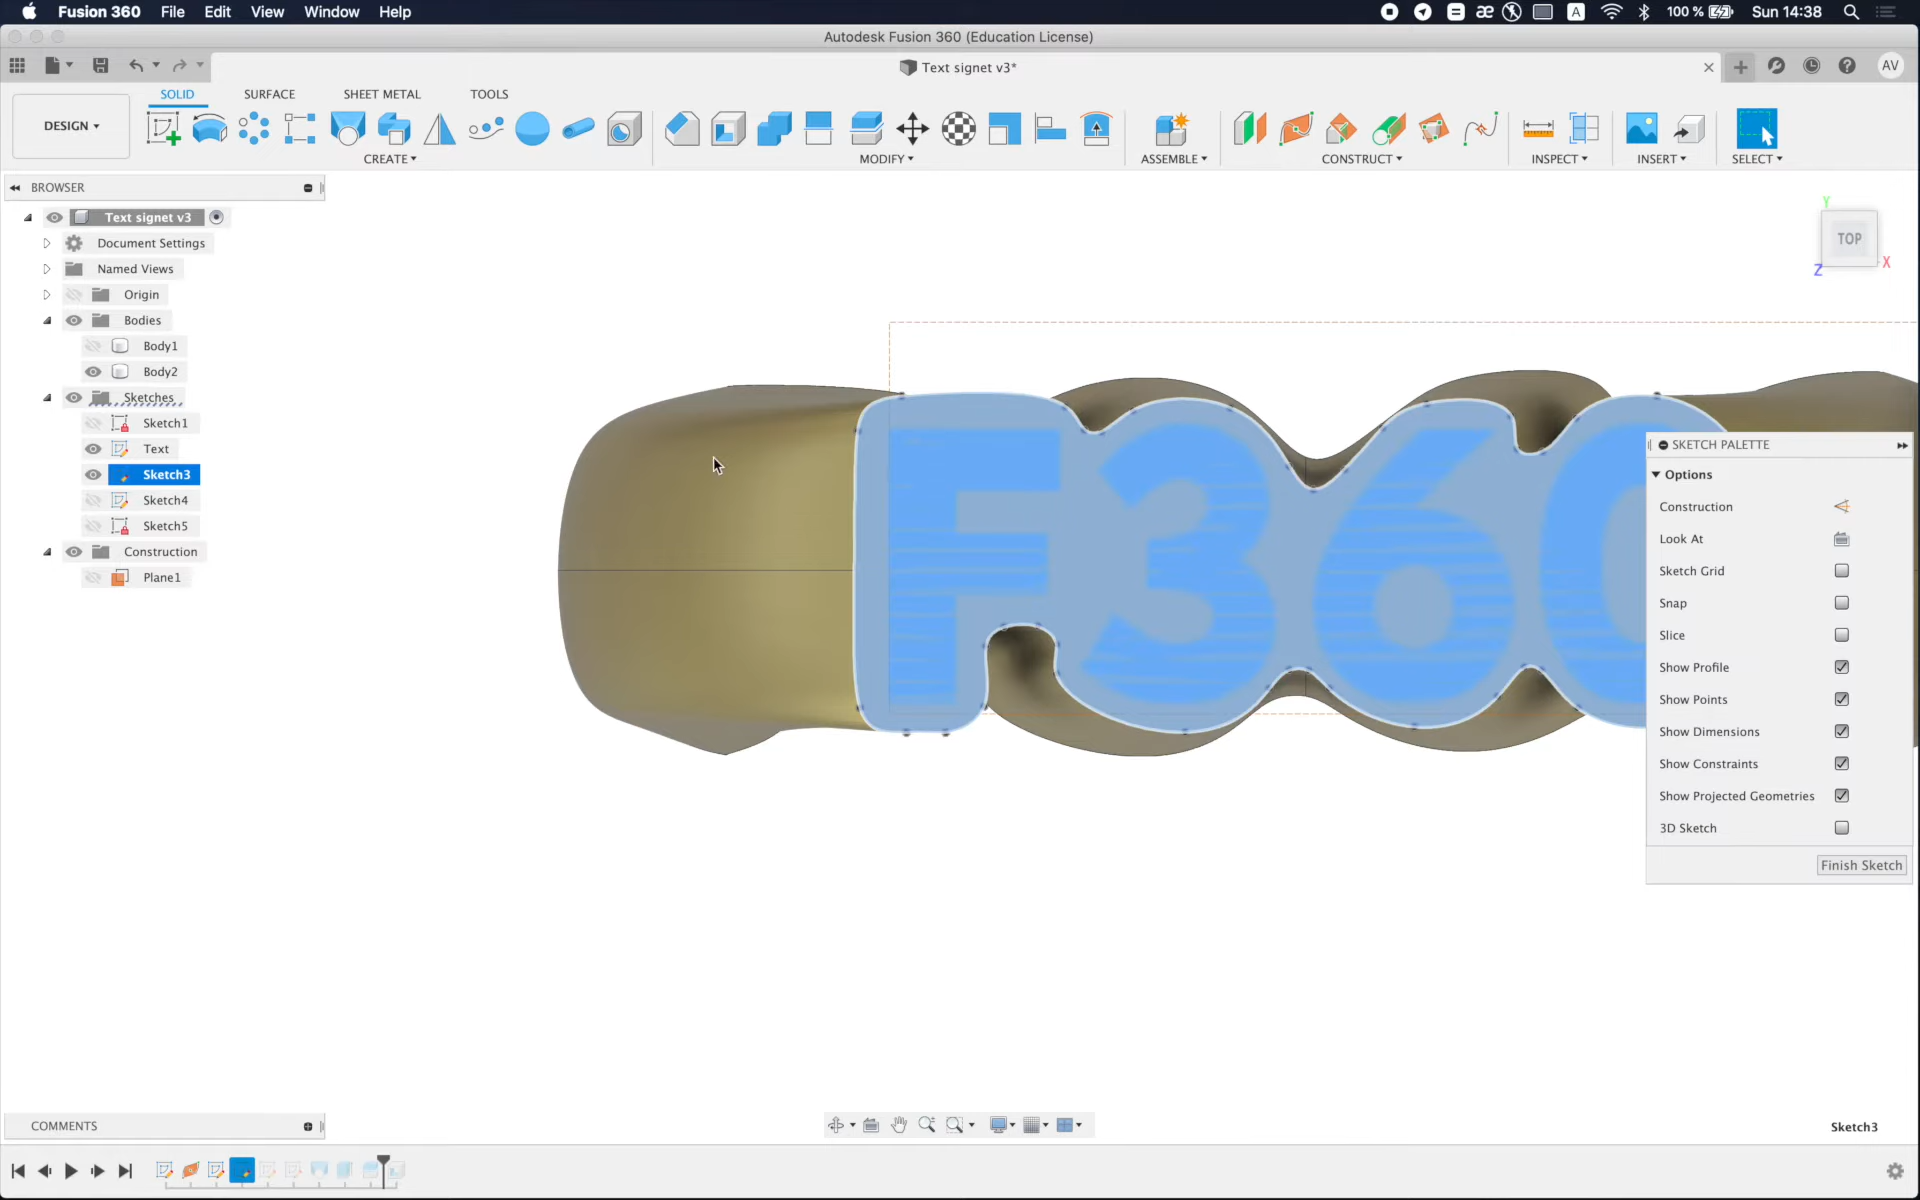 Fusion 360 File Edit View Window Help
A 100 % Sun 14:38
Autodesk Fusion 360 (Education License)
Text signet v3*
AV
DESIGN
SOLID SURFACE SHEET METAL TOOLS
CREATE MODIFY ASSEMBLE CONSTRUCT INSPECT INSERT SELECT
BROWSER
Text signet v3
Document Settings
Named Views
Origin
Bodies
Body1
Body2
Sketches
Sketch1
Text
Sketch3
Sketch4
Sketch5
Construction
Plane1
Y
TOP
X
Z
F360
SKETCH PALETTE
Options
Construction
Look At
Sketch Grid
Snap
Slice
Show Profile
Show Points
Show Dimensions
Show Constraints
Show Projected Geometries
3D Sketch
Finish Sketch
COMMENTS
Sketch3